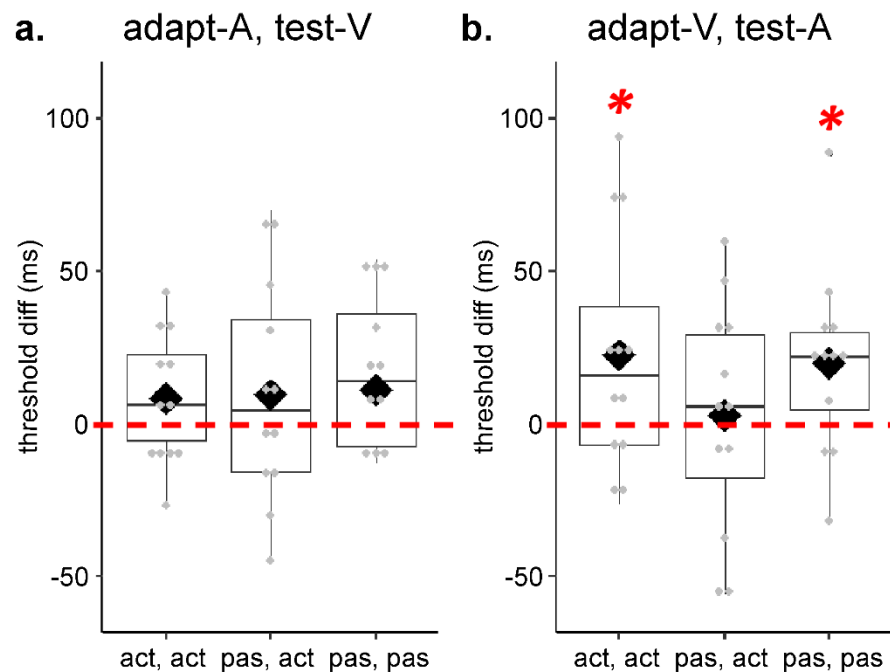 a. adapt-A, test-V
threshold diff (ms)
100
50
0
-50
act, act pas, act pas, pas
b. adapt-V, test-A
threshold diff (ms)
100
50
0
-50
* *
act, act pas, act pas, pas